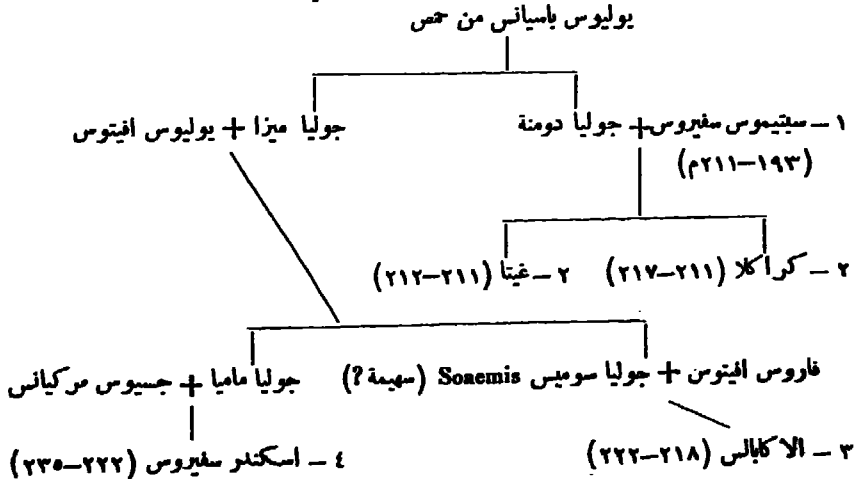 يوليوس باسيانس من حمص
١ – سبتيموس سفيروس + جوليا دومنة جوليا ميزا + يوليوس افيتوس
(١٩٣–٢١١م)
٢ – كراكلا (٢١١–٢١٧) ٢ – غيتا (٢١١–٢١٢)
فاروس افيتوس + جوليا سوميس Soaemis (سهيمة ?) جوليا ماميا + جسيوس مركيانس
٣ – الاكابالس (٢١٨–٢٢٢) ٤ – اسكندر سفيروس (٢٢٢–٢٣٥)